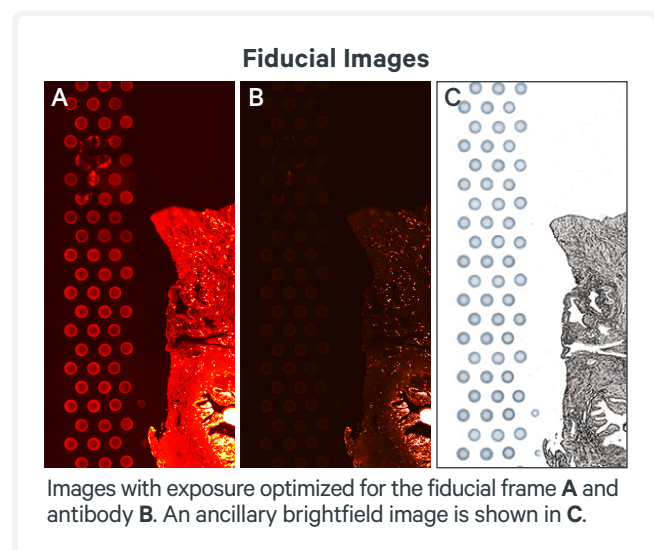 Fiducial Images
A
B
C
Images with exposure optimized for the fiducial frame A and
antibody B. An ancillary brightfield image is shown in C.